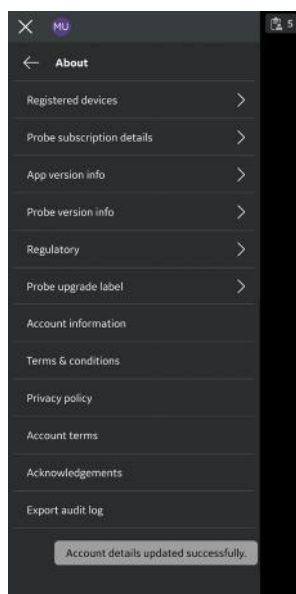 MU
5
About
Registered devices
Probe subscription details
App version info
Probe version info
Regulatory
Probe upgrade label
Account information
Terms & conditions
Privacy policy
Account terms
Acknowledgements
Export audit log
Account details updated successfully.